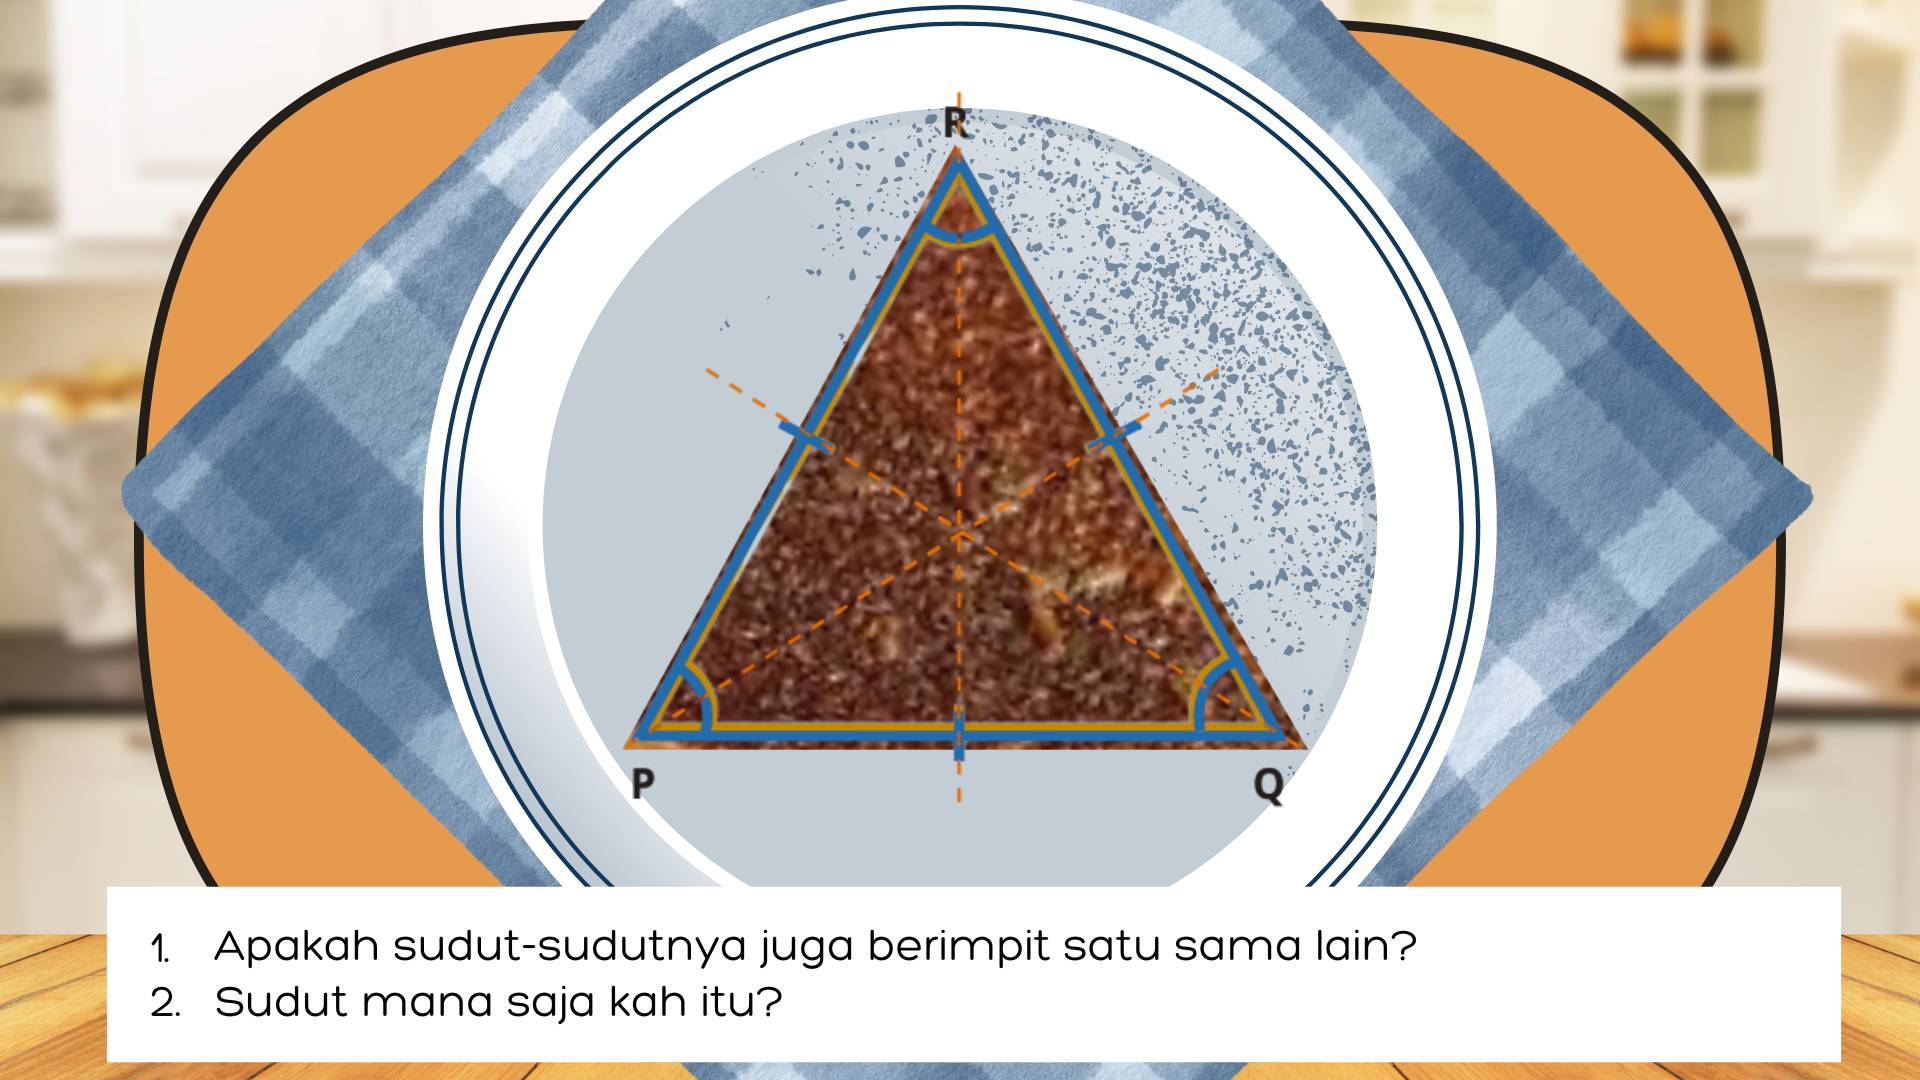 R
P
Q
1. Apakah sudut-sudutnya juga berimpit satu sama lain?
2. Sudut mana saja kah itu?